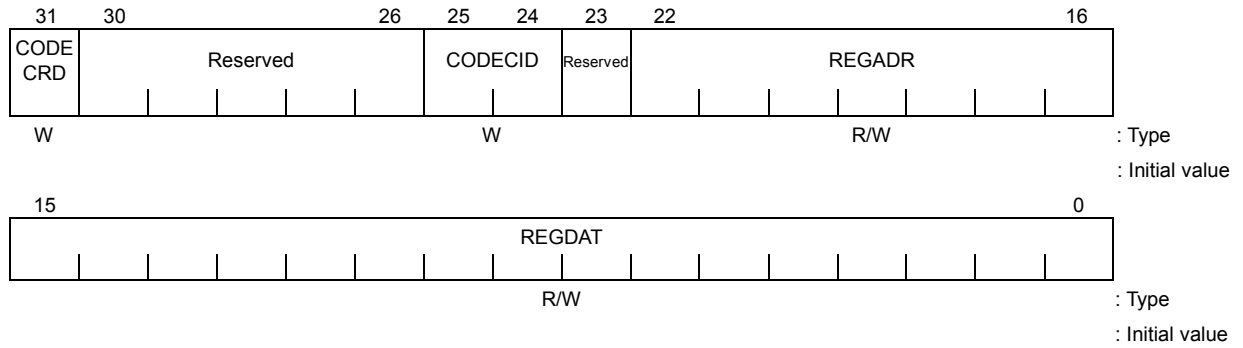 31 30 26 25 24 23 22 16
CODE
CRD
Reserved CODECID Reserved REGADR
W W R/W : Type
: Initial value
15 0
REGDAT
R/W : Type
: Initial value